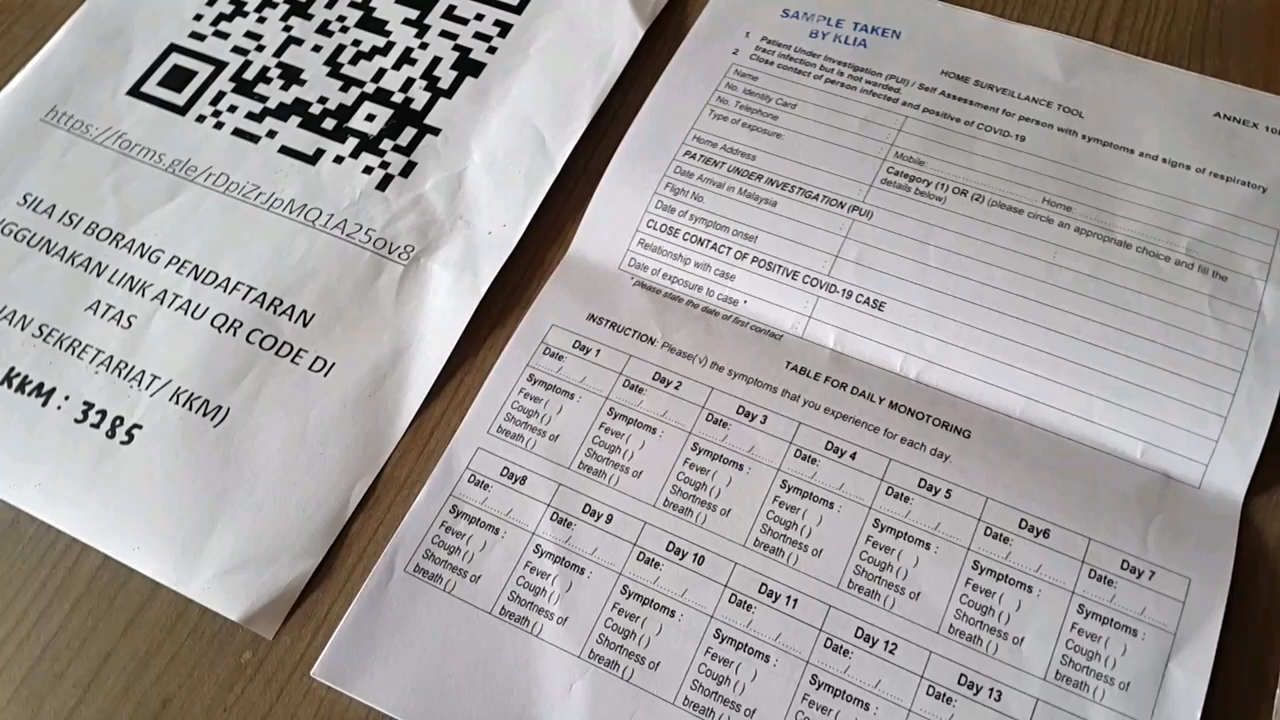 https://forms.gle/rDpiZrJpMQ1A25ov8
SILA ISI BORANG PENDAFTARAN
GGUNAKAN LINK ATAU QR CODE DI
ATAS
AN SEKRETARIAT/ KKM)
KKM : 3285
SAMPLE TAKEN
BY KLIA
HOME SURVEILLANCE TOOL
ANNEX 10
1. Patient Under Investigation (PUI) / Self Assessment for person with symptoms and signs of respiratory
tract infection but is not warded.
2. Close contact of person infected and positive of COVID-19
Name :
No. Identity Card
No. Telephone : Mobile: Home:
Type of exposure: Category (1) OR (2) (please circle an appropriate choice and fill the
details below)
Home Address :
PATIENT UNDER INVESTIGATION (PUI)
Date Arrival in Malaysia :
Flight No. :
Date of symptom onset :
CLOSE CONTACT OF POSITIVE COVID-19 CASE
Relationship with case :
Date of exposure to case * :
* please state the date of first contact
TABLE FOR DAILY MONOTORING
INSTRUCTION: Please(√) the symptoms that you experience for each day.
Day 1 Day 2 Day 3 Day 4 Day 5 Day6 Day 7
Date: Date: Date: Date: Date: Date: Date:
...../...../..... ...../...../..... ...../...../..... ...../...../..... ...../...../..... ...../...../..... ...../...../.....
Symptoms : Symptoms : Symptoms : Symptoms : Symptoms : Symptoms : Symptoms :
Fever ( ) Fever ( ) Fever ( ) Fever ( ) Fever ( ) Fever ( ) Fever ( )
Cough ( ) Cough ( ) Cough ( ) Cough ( ) Cough ( ) Cough ( ) Cough ( )
Shortness of Shortness of Shortness of Shortness of Shortness of Shortness of Shortness of
breath ( ) breath ( ) breath ( ) breath ( ) breath ( ) breath ( ) breath ( )
Day8 Day 9 Day 10 Day 11 Day 12 Day 13
Date: Date: Date: Date: Date: Date:
...../...../..... ...../...../..... ...../...../..... ...../...../..... ...../...../.....
Symptoms : Symptoms : Symptoms : Symptoms : Symptoms :
Fever ( ) Fever ( ) Fever ( ) Fever ( ) Fever (
Cough ( ) Cough ( ) Cough ( ) Cough ( )
Shortness of Shortness of Shortness of Shortness of
breath ( ) breath ( ) breath ( )